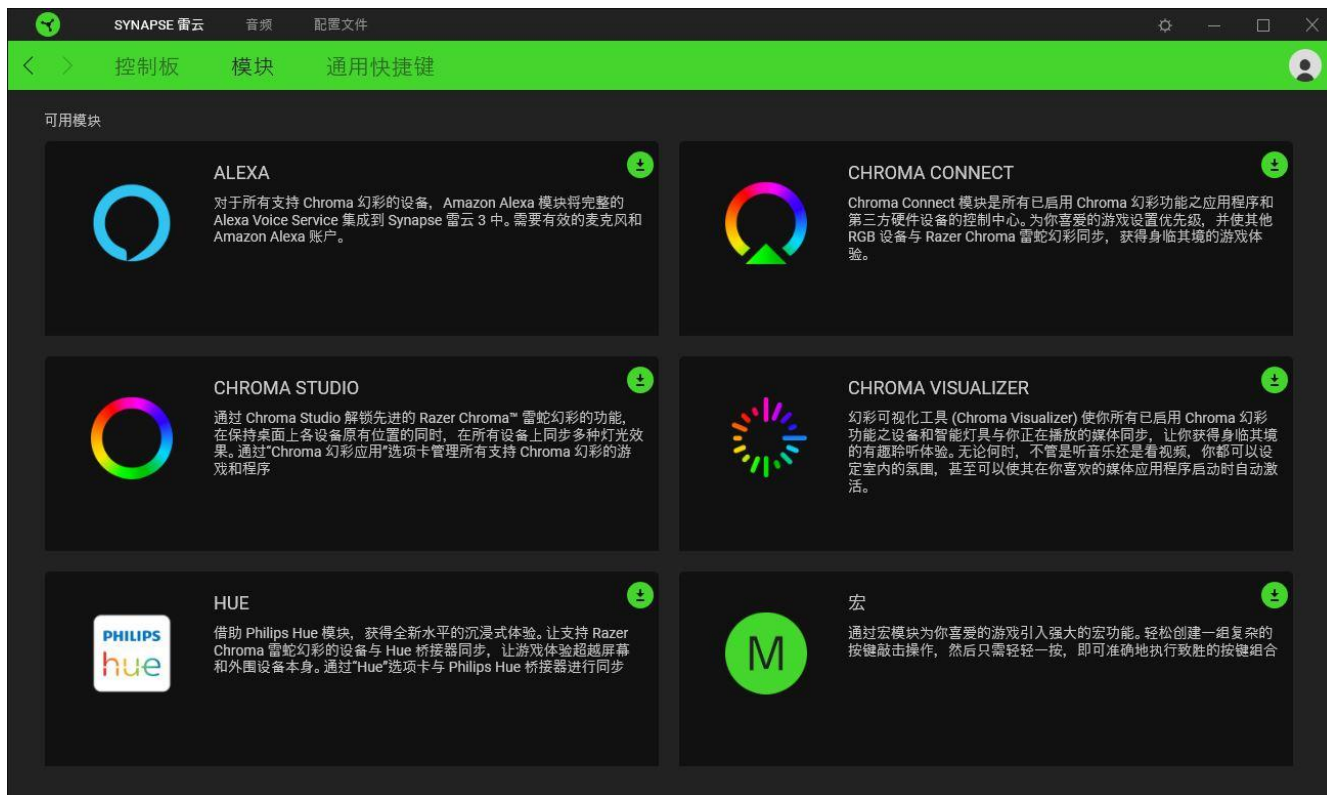 SYNAPSE 雷云 音频 配置文件
控制板 模块 通用快捷键
可用模块
ALEXA
对于所有支持 Chroma 幻彩的设备，Amazon Alexa 模块将完整的
Alexa Voice Service 集成到 Synapse 雷云 3 中。需要有效的麦克风和
Amazon Alexa 账户。
CHROMA CONNECT
Chroma Connect 模块是所有已启用 Chroma 幻彩功能之应用程序和
第三方硬件设备的控制中心。为你喜爱的游戏设置优先级，并使其他
RGB 设备与 Razer Chroma 雷蛇幻彩同步，获得身临其境的游戏体
验。
CHROMA STUDIO
通过 Chroma Studio 解锁先进的 Razer Chroma™ 雷蛇幻彩的功能，
在保持桌面上各设备原有位置的同时，在所有设备上同步多种灯光效
果。通过“Chroma 幻彩应用”选项卡管理所有支持 Chroma 幻彩的游
戏和程序
CHROMA VISUALIZER
幻彩可视化工具 (Chroma Visualizer) 使你所有已启用 Chroma 幻彩
功能之设备和智能灯具与你正在播放的媒体同步，让你获得身临其境
的有趣聆听体验。无论何时，不管是听音乐还是看视频，你都可以设
定室内的氛围，甚至可以使其在你喜欢的媒体应用程序启动时自动激
活。
PHILIPS
hue
HUE
借助 Philips Hue 模块，获得全新水平的沉浸式体验。让支持 Razer
Chroma 雷蛇幻彩的设备与 Hue 桥接器同步，让游戏体验超越屏幕
和外围设备本身。通过“Hue”选项卡与 Philips Hue 桥接器进行同步
M
宏
通过宏模块为你喜爱的游戏引入强大的宏功能。轻松创建一组复杂的
按键敲击操作，然后只需轻轻一按，即可准确地执行致胜的按键组合